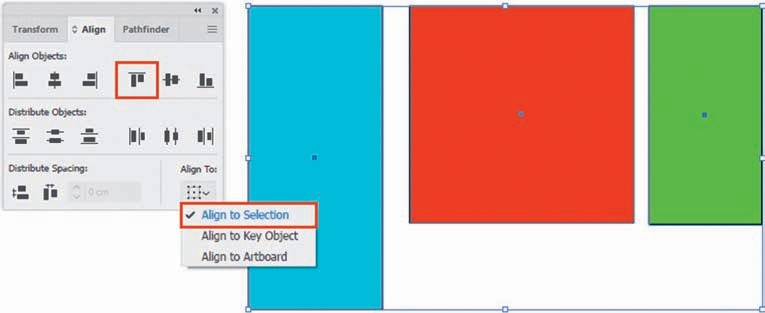 Transform Align Pathfinder
Align Objects:
Distribute Objects:
Distribute Spacing: Align To:
0 cm
Align to Selection
Align to Key Object
Align to Artboard